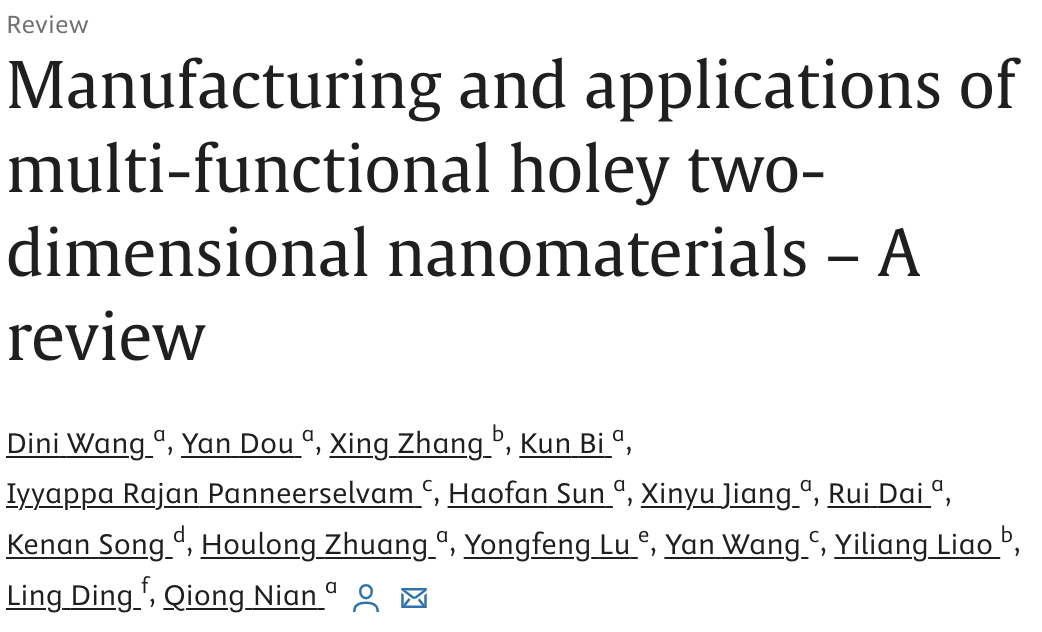 Review
Manufacturing and applications of
multi-functional holey two-
dimensional nanomaterials – A
review
Dini Wang a, Yan Dou a, Xing Zhang b, Kun Bi a,
Iyyappa Rajan Panneerselvam c, Haofan Sun a, Xinyu Jiang a, Rui Dai a,
Kenan Song d, Houlong Zhuang a, Yongfeng Lu e, Yan Wang c, Yiliang Liao b,
Ling Ding f, Qiong Nian a